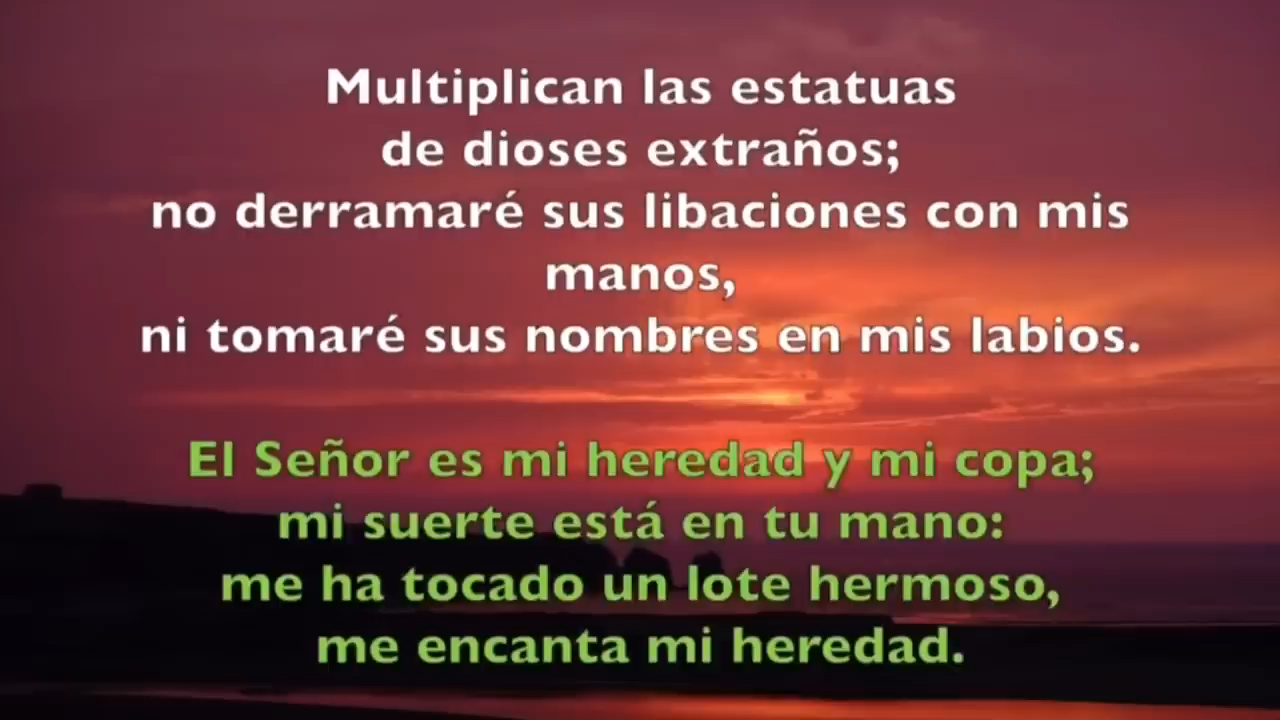 Multiplican las estatuas
de dioses extraños;
no derramaré sus libaciones con mis
manos,
ni tomaré sus nombres en mis labios.
El Señor es mi heredad y mi copa;
mi suerte está en tu mano:
me ha tocado un lote hermoso,
me encanta mi heredad.